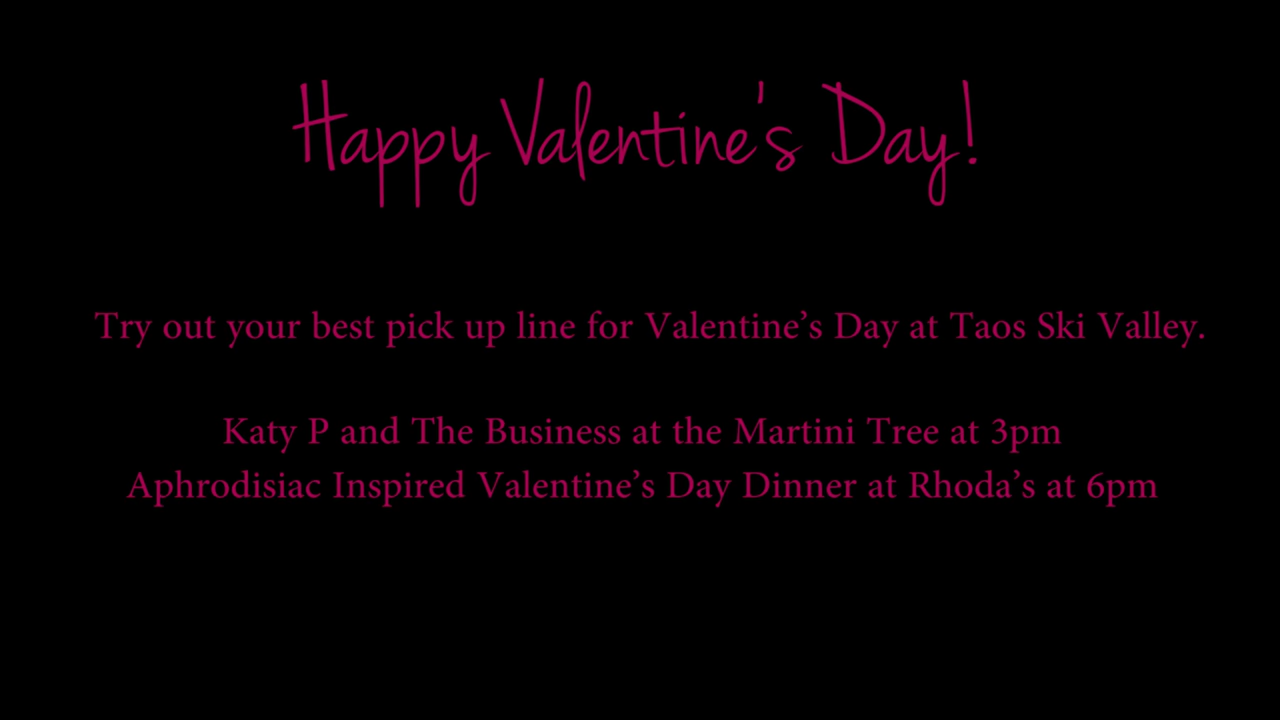 Happy Valentine's Day!
Try out your best pick up line for Valentine’s Day at Taos Ski Valley.
Katy P and The Business at the Martini Tree at 3pm
Aphrodisiac Inspired Valentine’s Day Dinner at Rhoda’s at 6pm